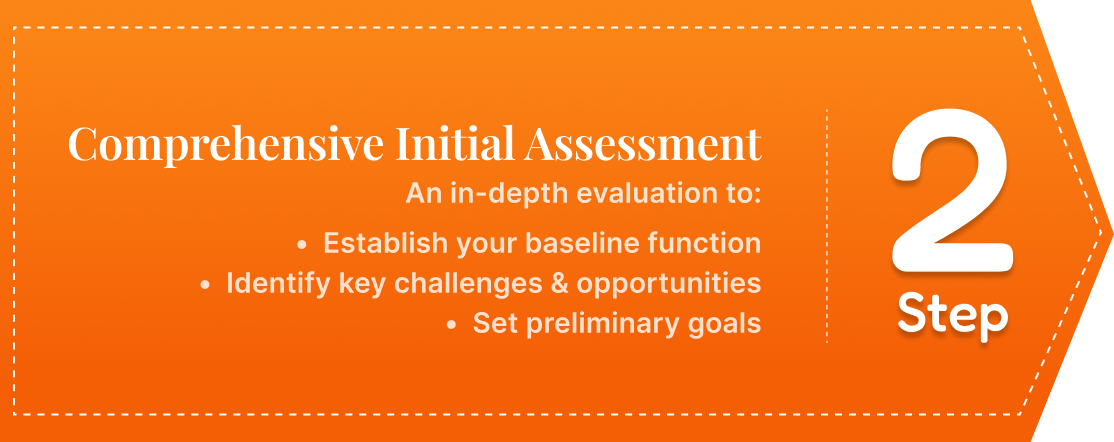 Comprehensive Initial Assessment
An in-depth evaluation to:
• Establish your baseline function
• Identify key challenges & opportunities
• Set preliminary goals
2
Step